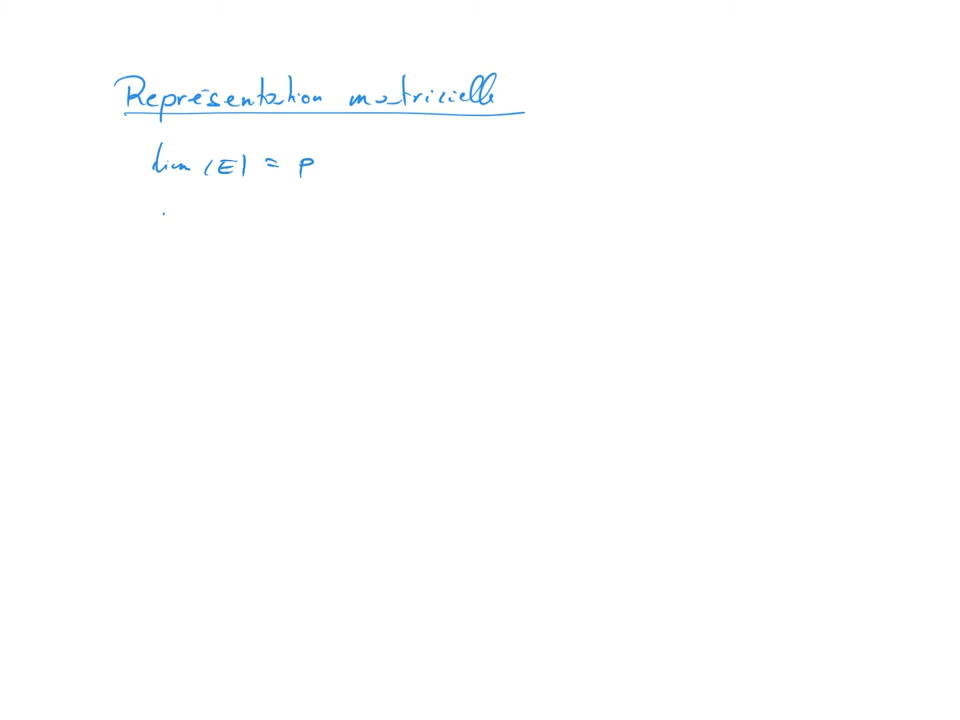 Représentation matricielle
dim (E) = p